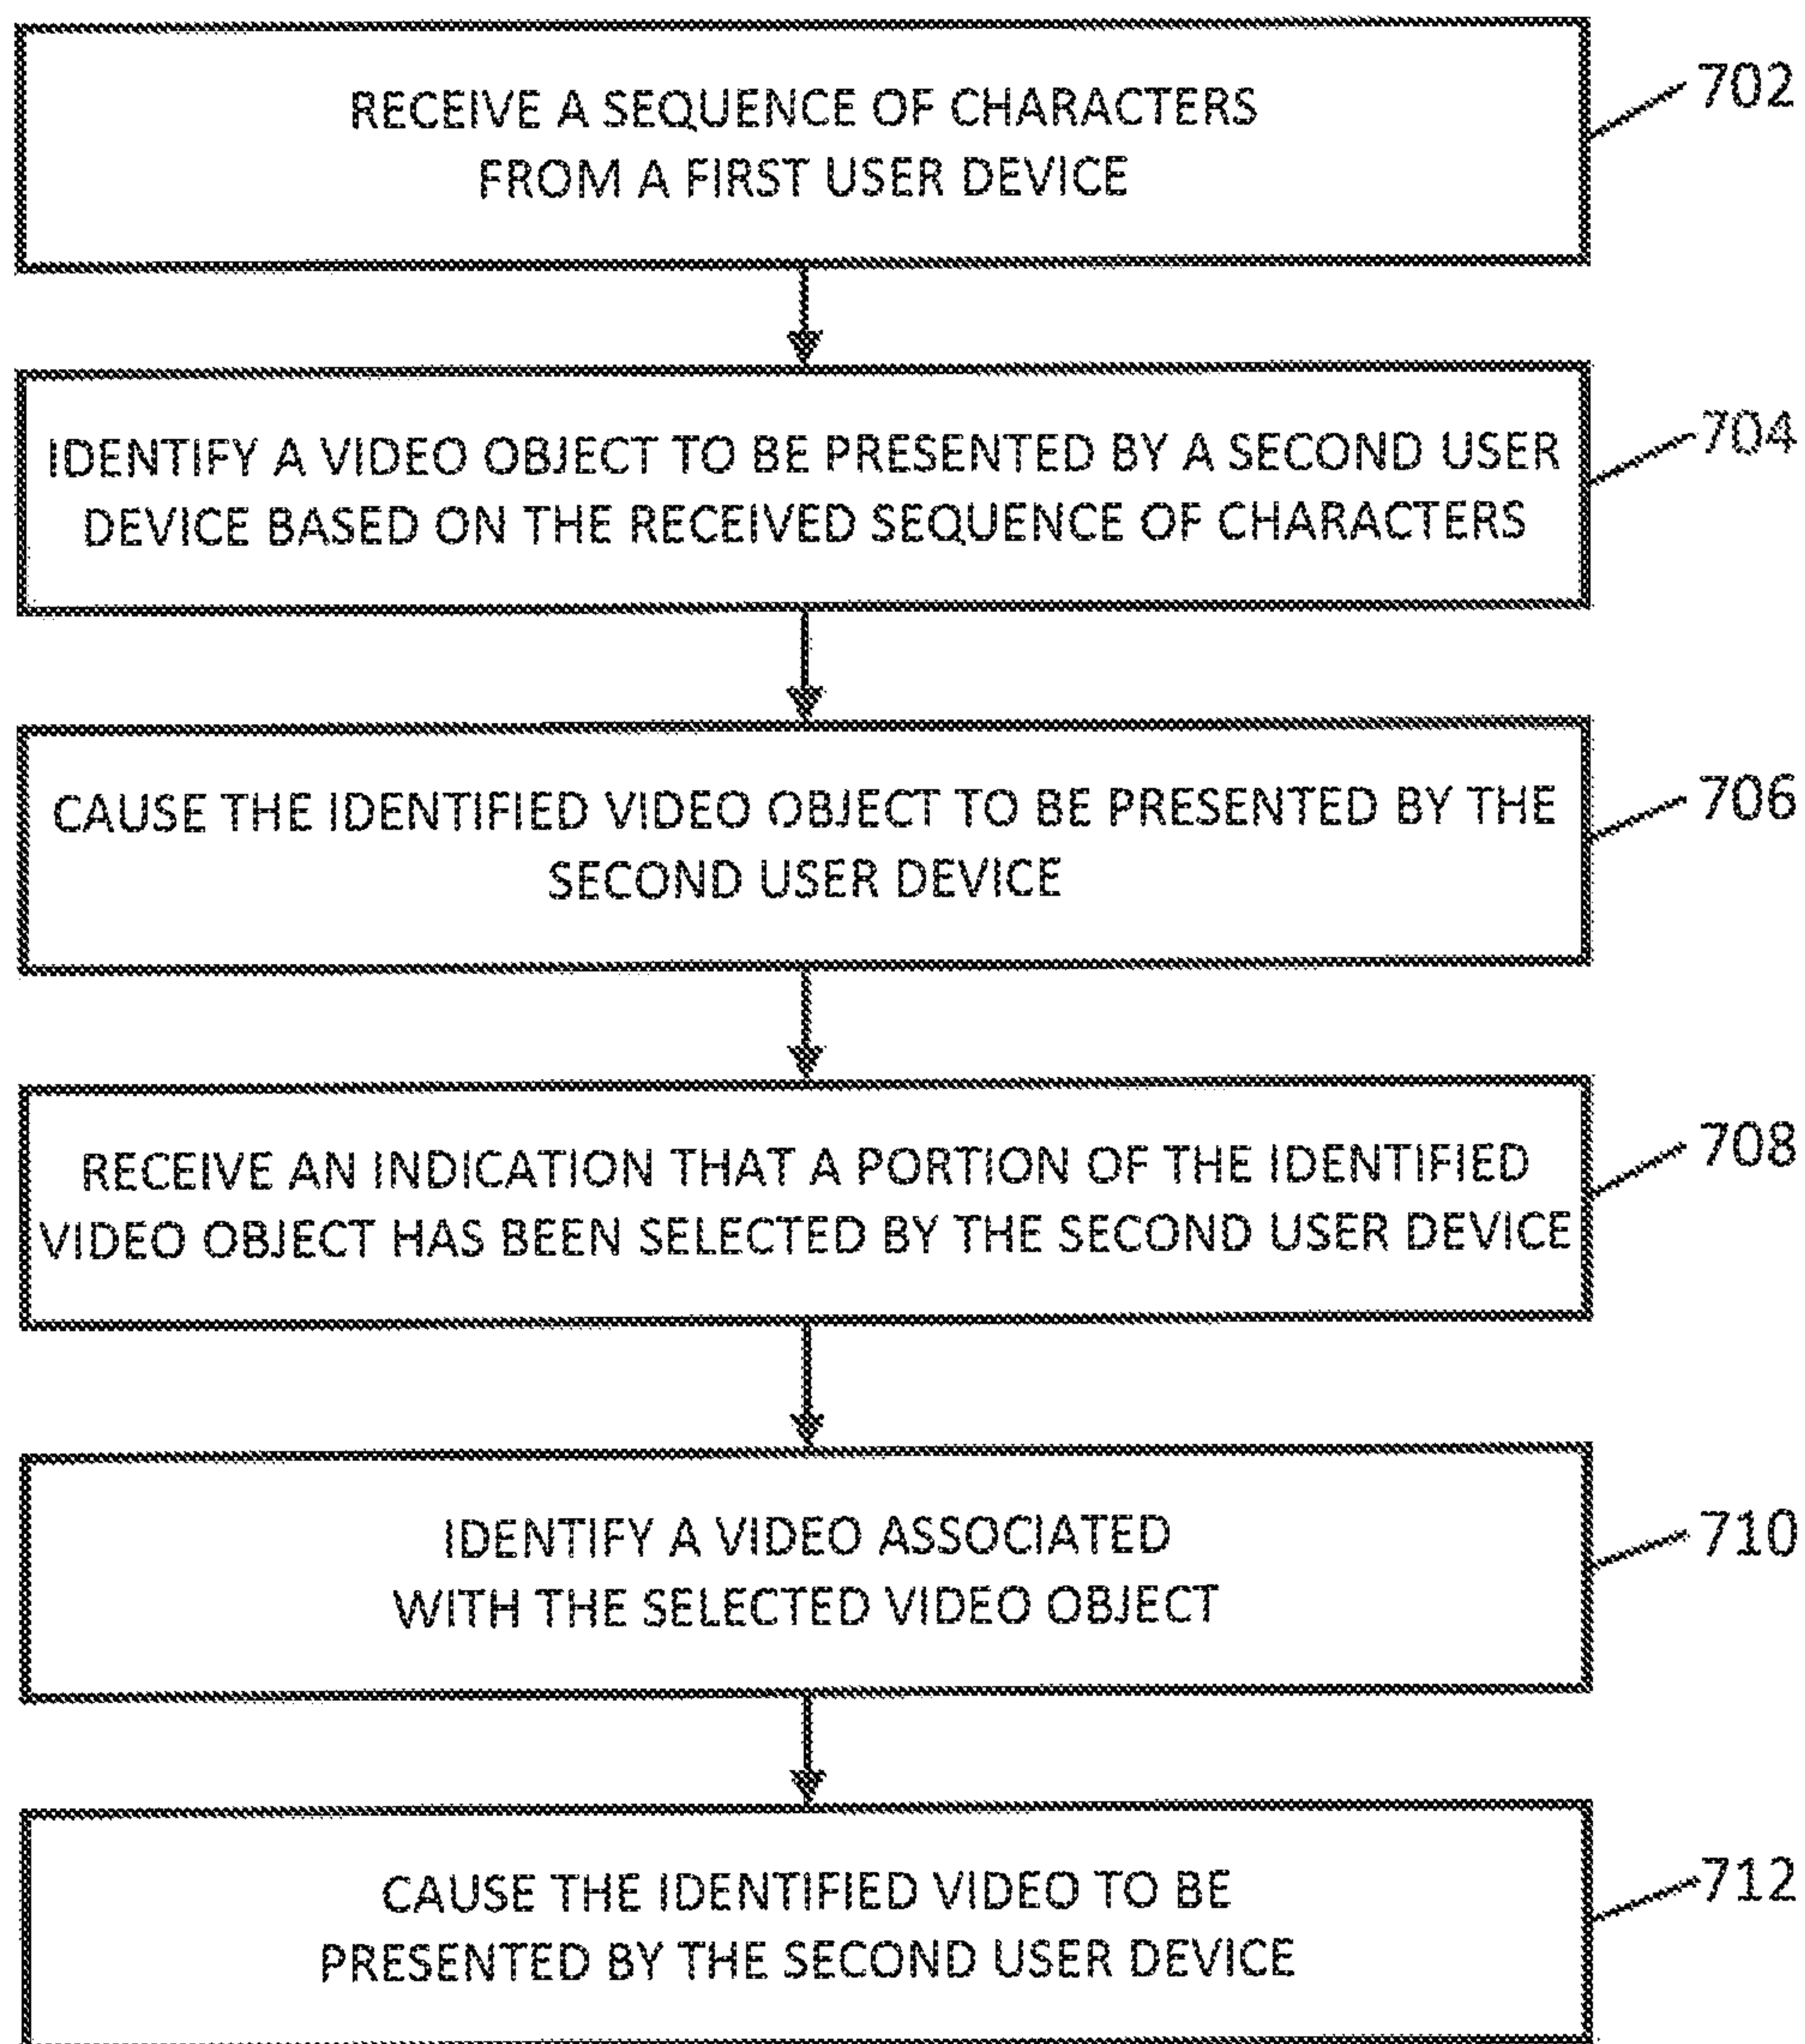 RECEIVE A SEQUENCE OF CHARACTERS
FROM A FIRST USER DEVICE
702
IDENTIFY A VIDEO OBJECT TO BE PRESENTED BY A SECOND USER
DEVICE BASED ON THE RECEIVED SEQUENCE OF CHARACTERS
704
CAUSE THE IDENTIFIED VIDEO OBJECT TO BE PRESENTED BY THE
SECOND USER DEVICE
706
RECEIVE AN INDICATION THAT A PORTION OF THE IDENTIFIED
VIDEO OBJECT HAS BEEN SELECTED BY THE SECOND USER DEVICE
708
IDENTIFY A VIDEO ASSOCIATED
WITH THE SELECTED VIDEO OBJECT
710
CAUSE THE IDENTIFIED VIDEO TO BE
PRESENTED BY THE SECOND USER DEVICE
712